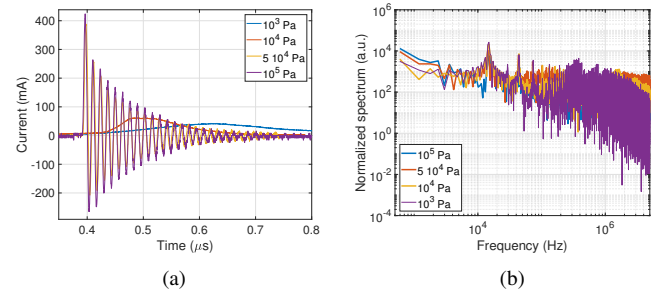 400
300
200
100
0
-100
-200
Current (mA)
10³ Pa
10⁴ Pa
5 10⁴ Pa
10⁵ Pa
0.4
0.5
0.6
0.7
0.8
Time (μs)
(a)
10⁶
10⁴
10²
10⁰
10⁻²
10⁻⁴
Normalized spectrum (a.u.)
10⁵ Pa
5 10⁴ Pa
10⁴ Pa
10³ Pa
10⁴
10⁶
Frequency (Hz)
(b)